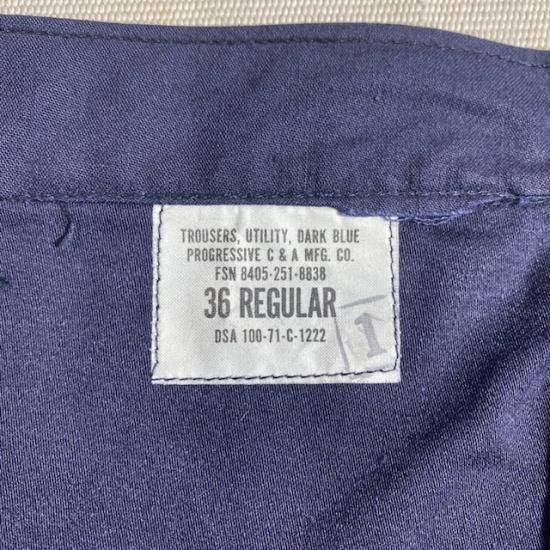 TROUSERS, UTILITY, DARK BLUE
PROGRESSIVE C & A MFG. CO.
FSN 8405-251-8838
36 REGULAR
DSA 100-71-C-1222
1